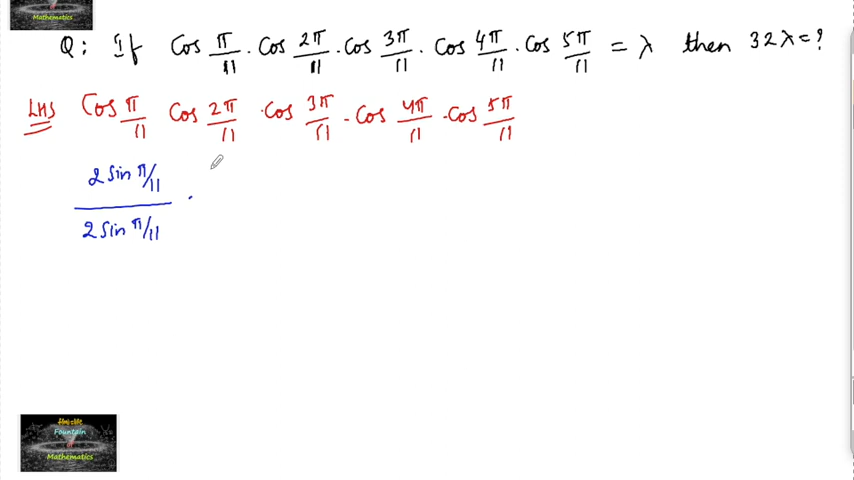 Mathematics
Q: If Cos π/11 . Cos 2π/11 . Cos 3π/11 . Cos 4π/11 . Cos 5π/11 = λ then 32λ=?
LHS Cos π/11 Cos 2π/11 . Cos 3π/11 . Cos 4π/11 . Cos 5π/11
2 Sin π/11
2 Sin π/11 .
Fountain
Mathematics